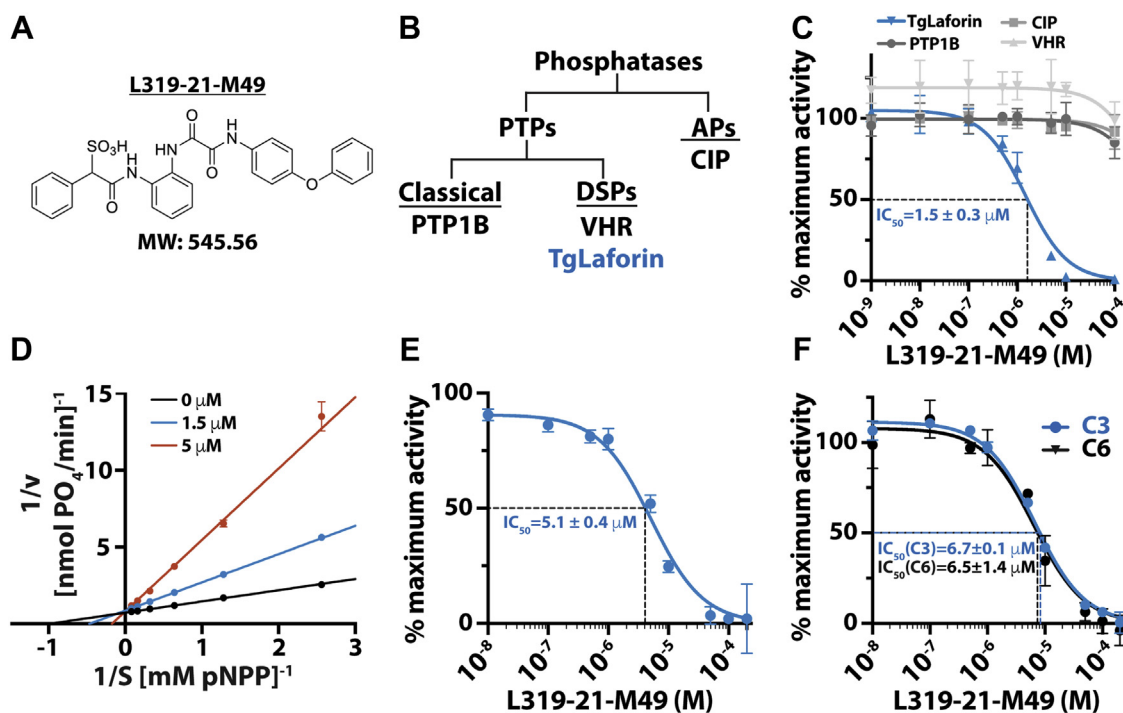 A
L319-21-M49
SO₃H
H
N
O
H
N
O
O
H
N
O
MW: 545.56
B
Phosphatases
PTPs
APs
CIP
Classical
PTP1B
DSPs
VHR
TgLaforin
C
TgLaforin
CIP
PTP1B
VHR
% maximum activity
100
50
0
IC₅₀=1.5 ± 0.3 µM
10⁻⁹ 10⁻⁸ 10⁻⁷ 10⁻⁶ 10⁻⁵ 10⁻⁴
L319-21-M49 (M)
D
1/v
[nmol PO₄/min]⁻¹
15
10
5
0 µM
1.5 µM
5 µM
-1 0 1 2 3
1/S [mM pNPP]⁻¹
E
% maximum activity
100
50
0
IC₅₀=5.1 ± 0.4 µM
10⁻⁸ 10⁻⁷ 10⁻⁶ 10⁻⁵ 10⁻⁴
L319-21-M49 (M)
F
C3
C6
% maximum activity
100
50
0
IC₅₀(C3)=6.7±0.1 µM
IC₅₀(C6)=6.5±1.4 µM
10⁻⁸ 10⁻⁷ 10⁻⁶ 10⁻⁵ 10⁻⁴
L319-21-M49 (M)